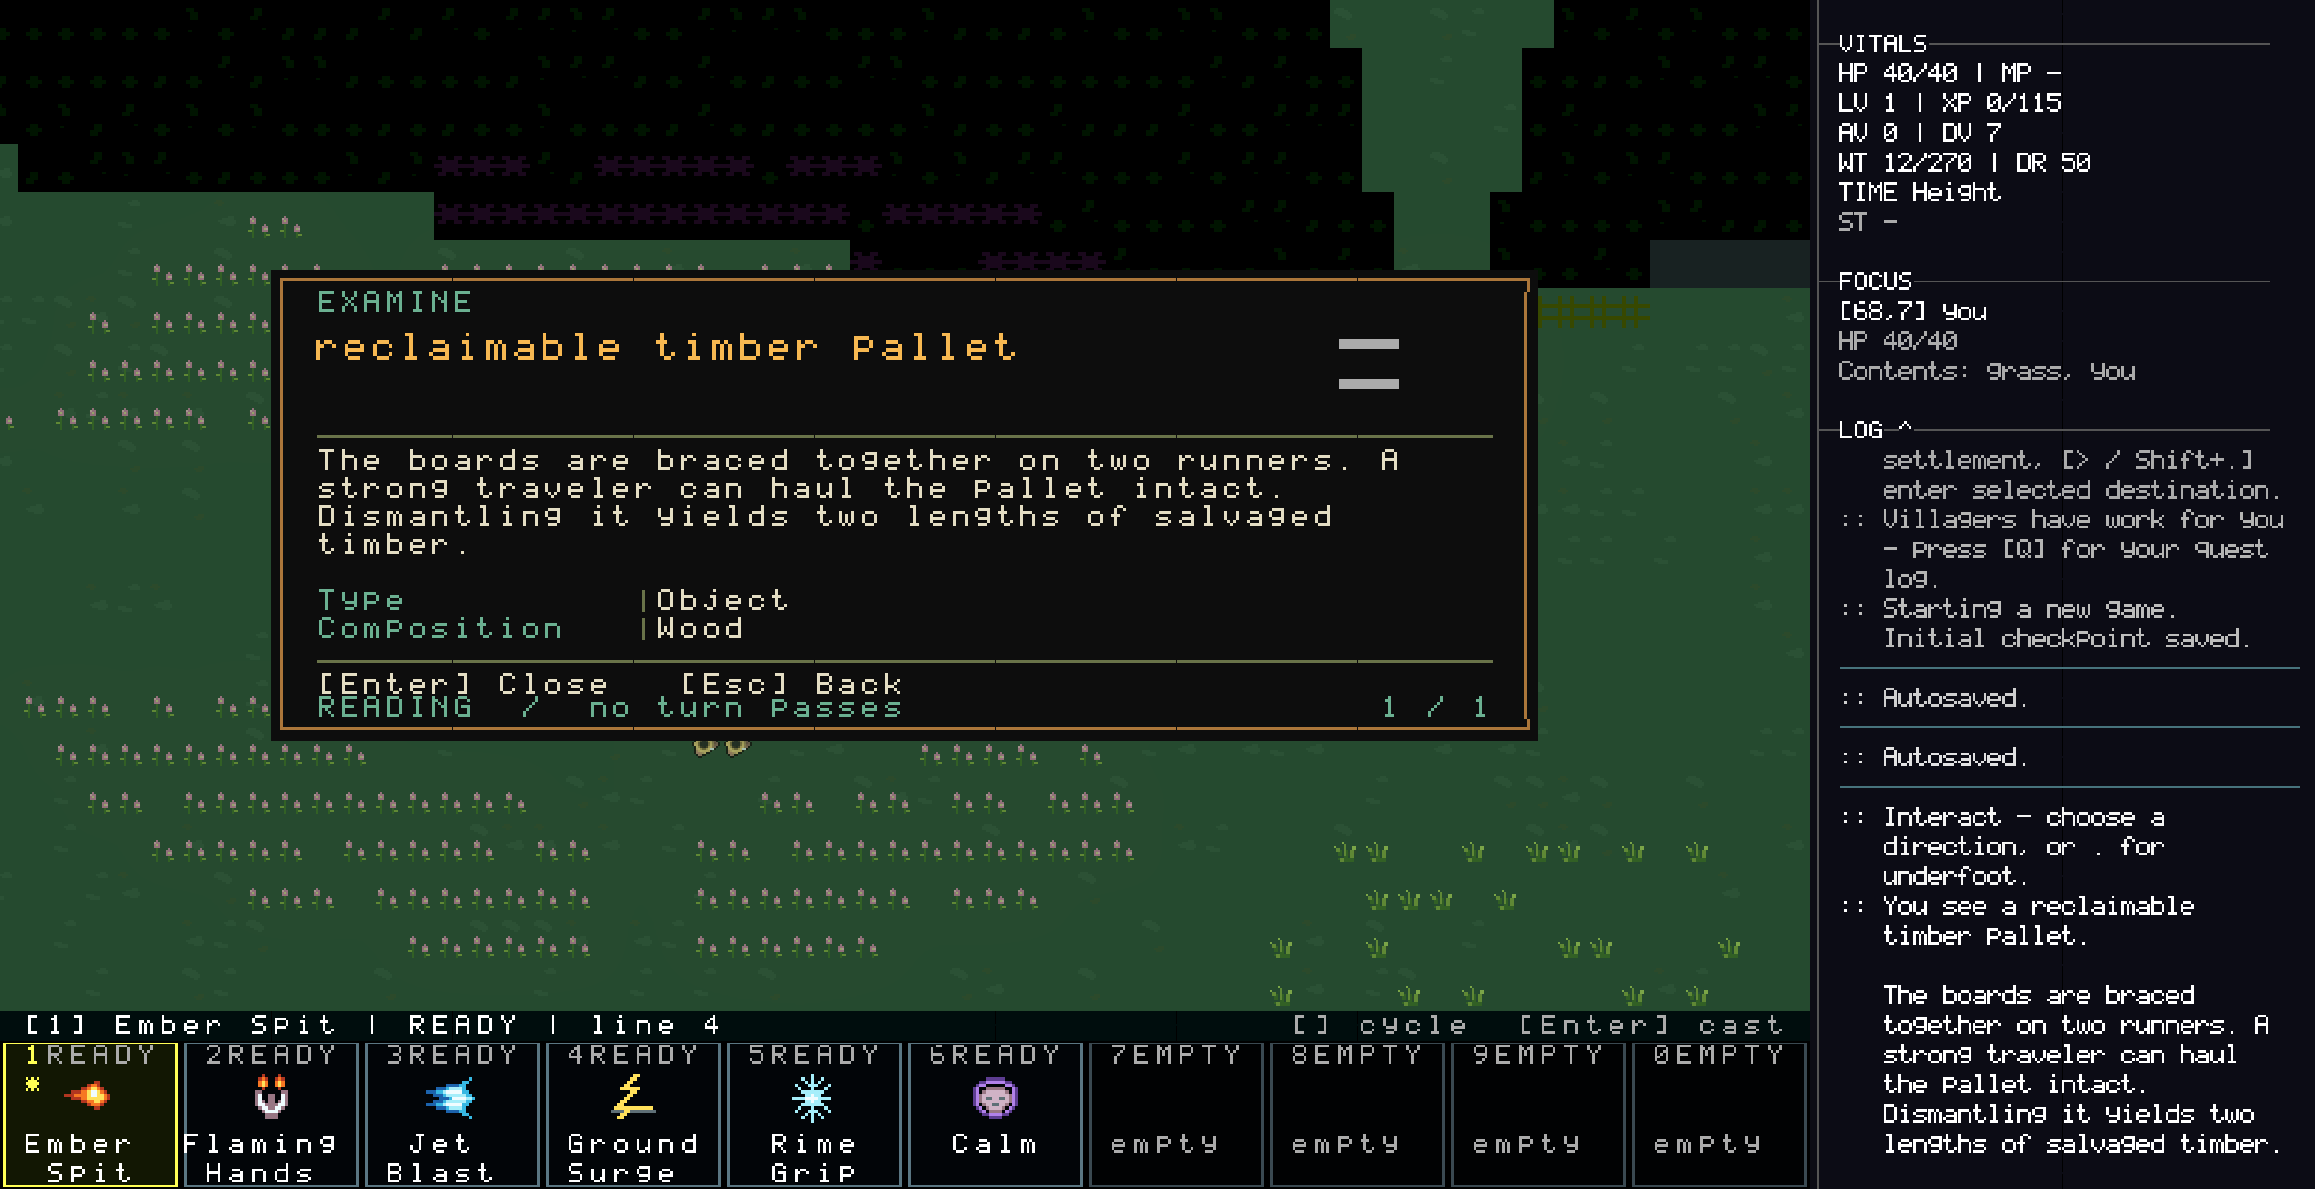 EXAMINE
reclaimable timber pallet
The boards are braced together on two runners. A
strong traveler can haul the pallet intact.
Dismantling it yields two lengths of salvaged
timber.
Type |Object
Composition |Wood
[Enter] Close [Esc] Back
READING / no turn passes 1 / 1
[1] Ember Spit | READY | line 4 [] cycle [Enter] cast
1READY 2READY 3READY 4READY 5READY 6READY 7EMPTY 8EMPTY 9EMPTY 0EMPTY
*
Ember Flaming Jet Ground Rime Calm empty empty empty empty
Spit Hands Blast Surge Grip
VITALS
HP 40/40 | MP -
LV 1 | XP 0/115
AV 0 | DV 7
WT 12/270 | DR 50
TIME Height
ST -
FOCUS
[68,7] you
HP 40/40
Contents: grass, you
LOG ^
settlement, [> / Shift+.]
enter selected destination.
:: Villagers have work for you
- press [Q] for your quest
log.
:: Starting a new game.
Initial checkpoint saved.
:: Autosaved.
:: Autosaved.
:: Interact - choose a
direction, or . for
underfoot.
:: You see a reclaimable
timber pallet.
The boards are braced
together on two runners. A
strong traveler can haul
the pallet intact.
Dismantling it yields two
lengths of salvaged timber.